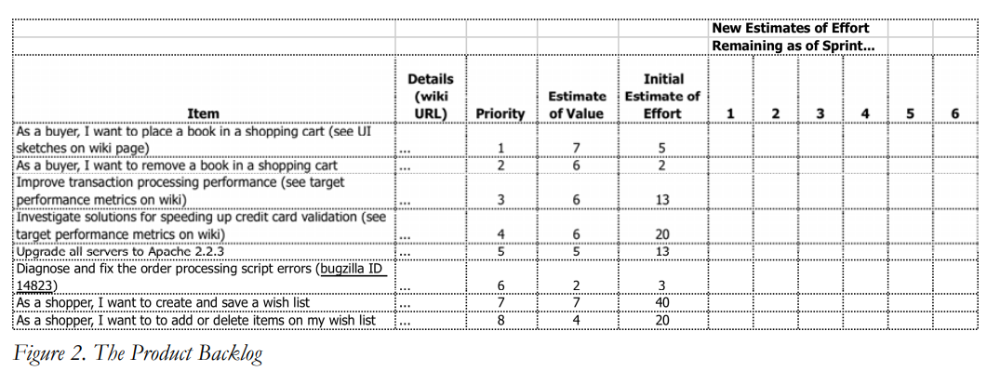 New Estimates of Effort
Remaining as of Sprint...
Item Details (wiki URL) Priority Estimate of Value Initial Estimate of Effort 1 2 3 4 5 6
As a buyer, I want to place a book in a shopping cart (see UI
sketches on wiki page) ... 1 7 5
As a buyer, I want to remove a book in a shopping cart ... 2 6 2
Improve transaction processing performance (see target
performance metrics on wiki) ... 3 6 13
Investigate solutions for speeding up credit card validation (see
target performance metrics on wiki) ... 4 6 20
Upgrade all servers to Apache 2.2.3 ... 5 5 13
Diagnose and fix the order processing script errors (bugzilla ID
14823) ... 6 2 3
As a shopper, I want to create and save a wish list ... 7 7 40
As a shopper, I want to to add or delete items on my wish list ... 8 4 20
Figure 2. The Product Backlog